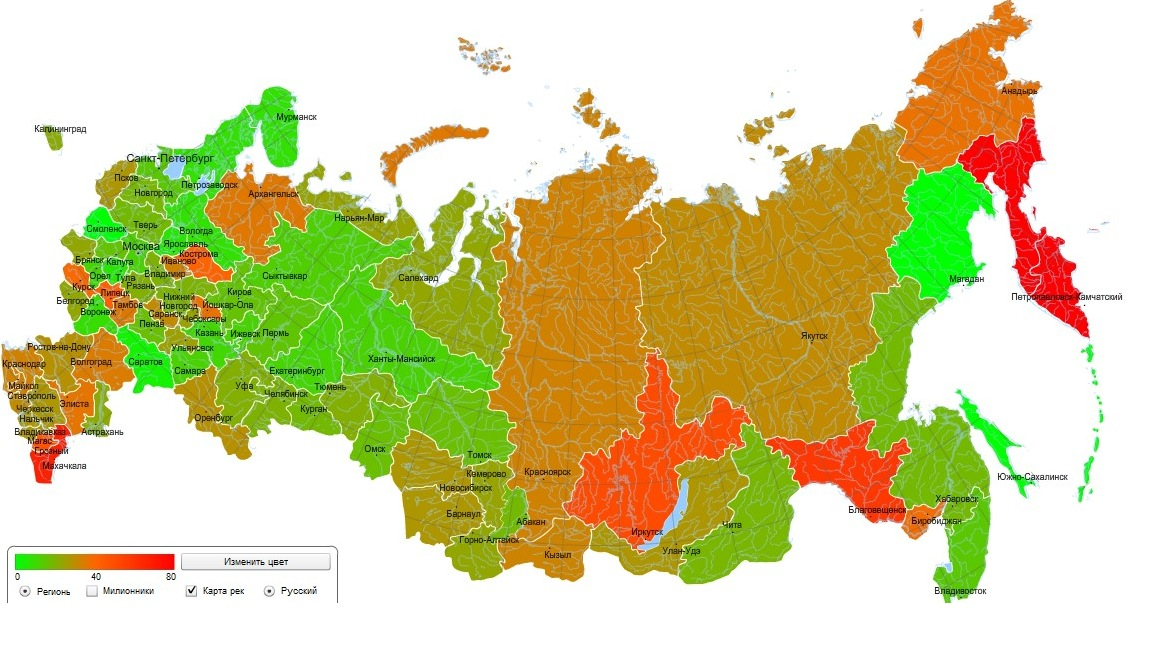 Анадырь
Мурманск
Калининград
Санкт-Петербург
Псков
Петрозаводск
Новгород
Архангельск
Нарьян-Мар
Смоленск
Тверь
Вологда
Москва
Ярославль
Кострома
Брянск
Калуга
Иваново
Орел
Тула
Владимир
Сыктывкар
Салехард
Магадан
Курск
Рязань
Липецк
Киров
Петропавловск-Камчатский
Белгород
Тамбов
Нижний
Новгород
Йошкар-Ола
Воронеж
Саранск
Чебоксары
Пенза
Казань
Ижевск
Пермь
Якутск
Ростов-на-Дону
Ульяновск
Краснодар
Волгоград
Саратов
Самара
Екатеринбург
Ханты-Мансийск
Майкоп
Ставрополь
Уфа
Челябинск
Тюмень
Черкесск
Элиста
Курган
Нальчик
Оренбург
Владикавказ
Астрахань
Магас
Грозный
Омск
Томск
Махачкала
Кемерово
Красноярск
Южно-Сахалинск
Новосибирск
Хабаровск
Барнаул
Абакан
Благовещенск
Биробиджан
Чита
Иркутск
Горно-Алтайск
Кызыл
Улан-Удэ
Владивосток
Изменить цвет
0 40 80
Регионь
Милионники
Карта рек
Русский